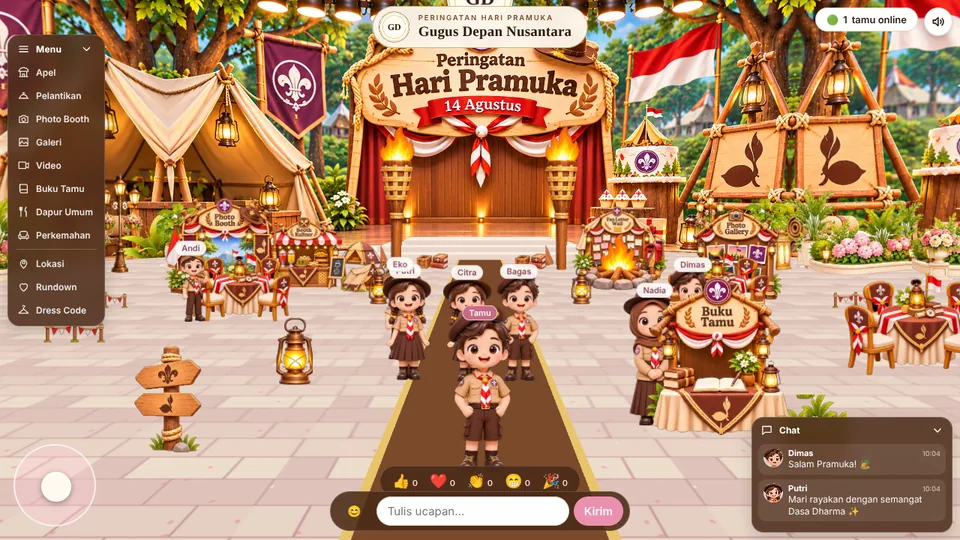 GD
GD
PERINGATAN HARI PRAMUKA
Gugus Depan Nusantara
1 tamu online
Menu
Apel
Pelantikan
Photo Booth
Galeri
Video
Buku Tamu
Dapur Umum
Perkemahan
Lokasi
Rundown
Dress Code
Peringatan
Hari Pramuka
14 Agustus
Photo
Booth
Photo
Gallery
Andi
Eko
Putri
Citra
Bagas
Dimas
Nadia
Tamu
Buku
Tamu
Chat
Dimas
10:04
Salam Pramuka! 🏕️
Putri
10:04
Mari rayakan dengan semangat
Dasa Dharma ✨
👍 0 ❤️ 0 👏 0 😁 0 🎉 0
😊
Tulis ucapan...
Kirim